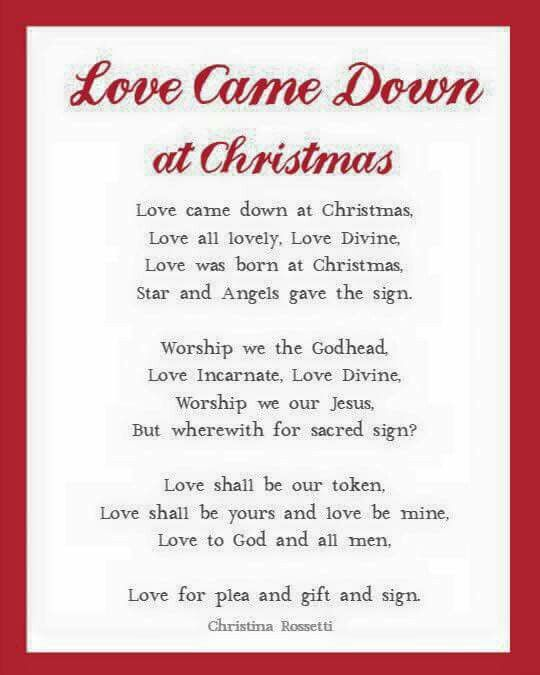 Love Came Down
at Christmas
Love came down at Christmas,
Love all lovely, Love Divine,
Love was born at Christmas,
Star and Angels gave the sign.
Worship we the Godhead,
Love Incarnate, Love Divine,
Worship we our Jesus,
But wherewith for sacred sign?
Love shall be our token,
Love shall be yours and love be mine,
Love to God and all men,
Love for plea and gift and sign.
Christina Rossetti